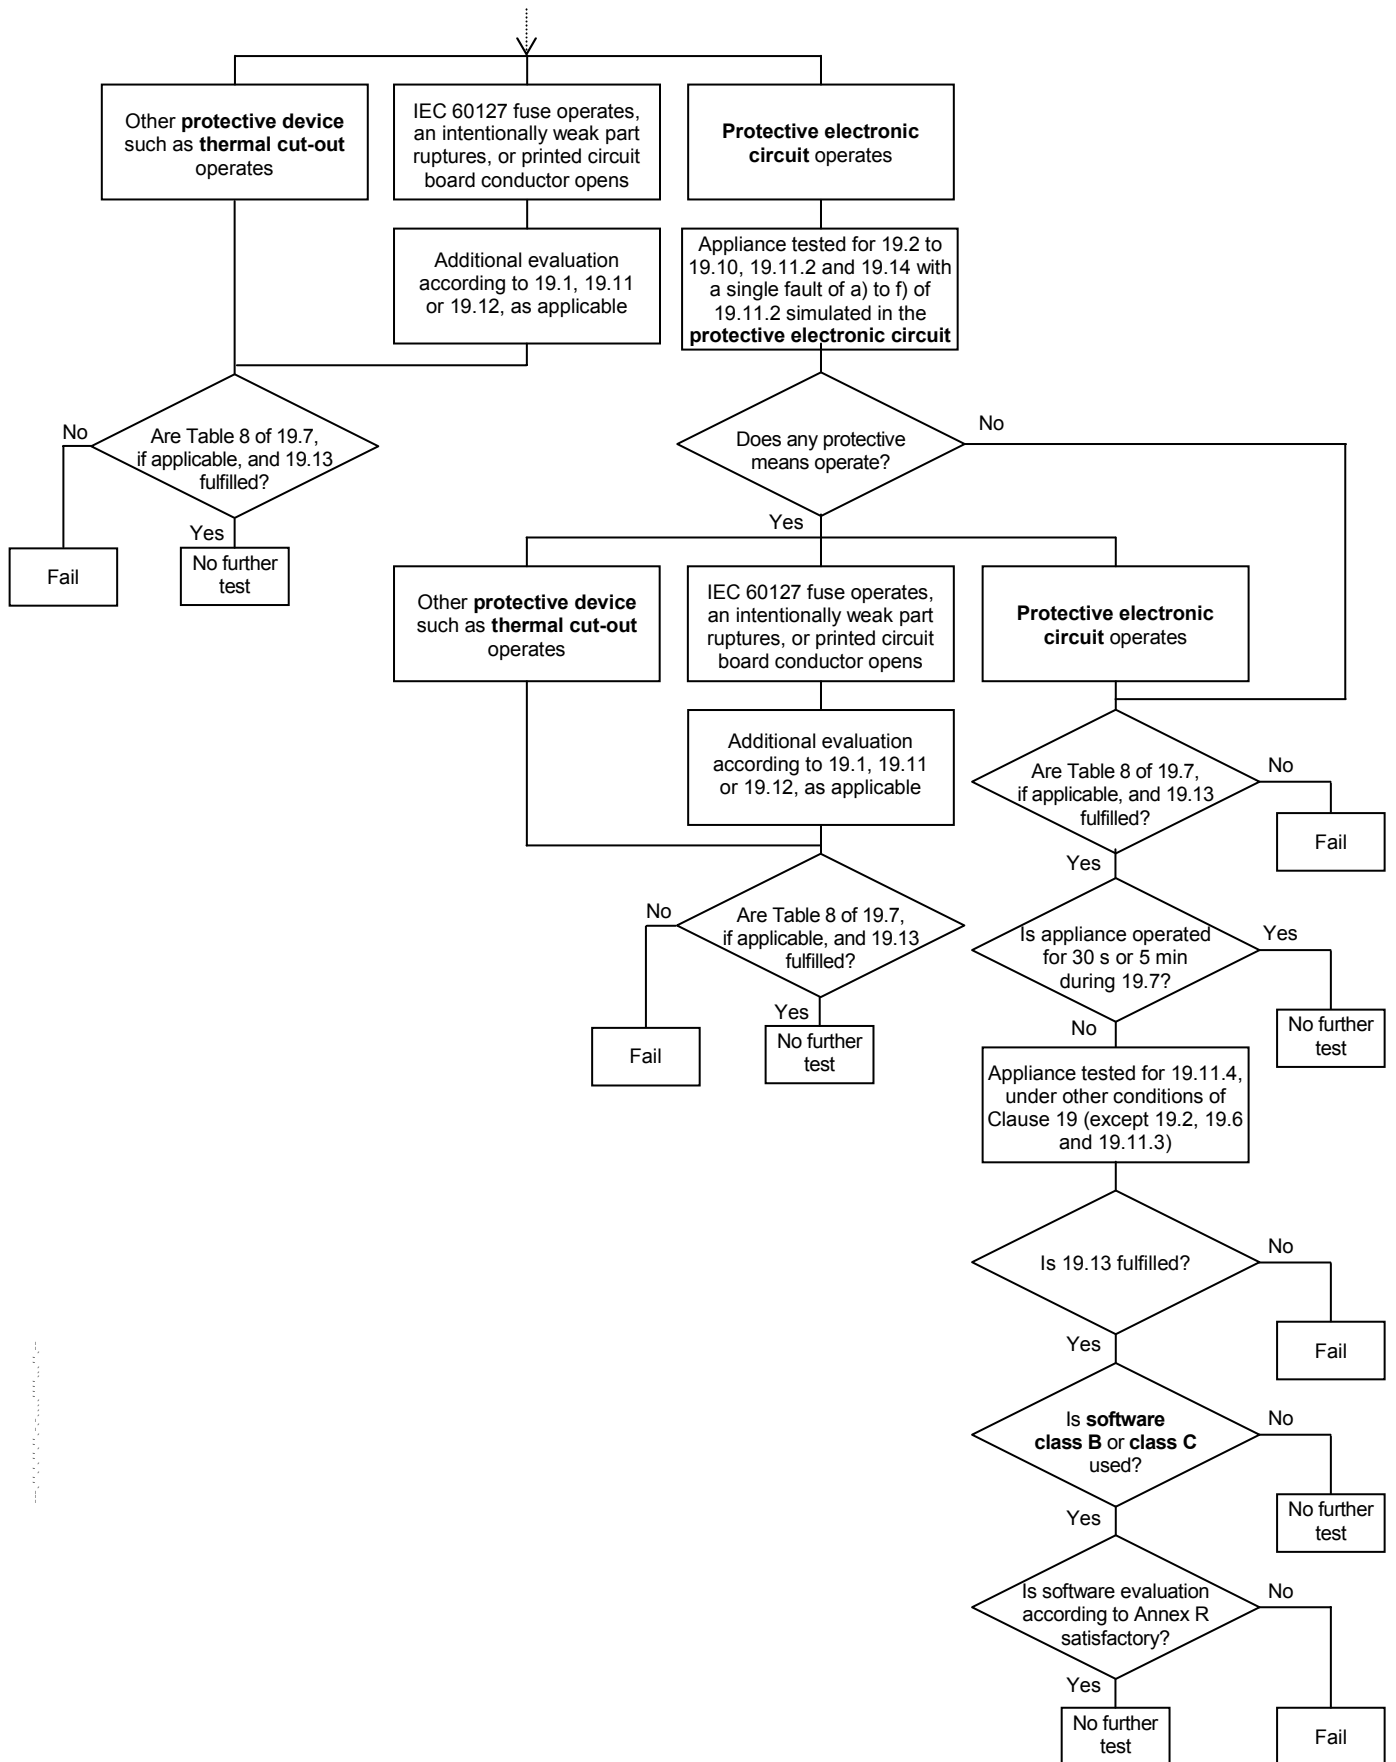 Other protective device
such as thermal cut-out
operates
IEC 60127 fuse operates,
an intentionally weak part
ruptures, or printed circuit
board conductor opens
Protective electronic
circuit operates
Additional evaluation
according to 19.1, 19.11
or 19.12, as applicable
Appliance tested for 19.2 to
19.10, 19.11.2 and 19.14 with
a single fault of a) to f) of
19.11.2 simulated in the
protective electronic circuit
No
Are Table 8 of 19.7,
if applicable, and 19.13
fulfilled?
Yes
Fail
No further
test
Does any protective
means operate?
No
Yes
Other protective device
such as thermal cut-out
operates
IEC 60127 fuse operates,
an intentionally weak part
ruptures, or printed circuit
board conductor opens
Protective electronic
circuit operates
Additional evaluation
according to 19.1, 19.11
or 19.12, as applicable
Are Table 8 of 19.7,
if applicable, and 19.13
fulfilled?
No
Fail
Yes
No
Are Table 8 of 19.7,
if applicable, and 19.13
fulfilled?
Yes
Fail
No further
test
Is appliance operated
for 30 s or 5 min
during 19.7?
Yes
No further
test
No
Appliance tested for 19.11.4,
under other conditions of
Clause 19 (except 19.2, 19.6
and 19.11.3)
Is 19.13 fulfilled?
No
Fail
Yes
Is software
class B or class C
used?
No
No further
test
Yes
Is software evaluation
according to Annex R
satisfactory?
No
Yes
No further
test
Fail